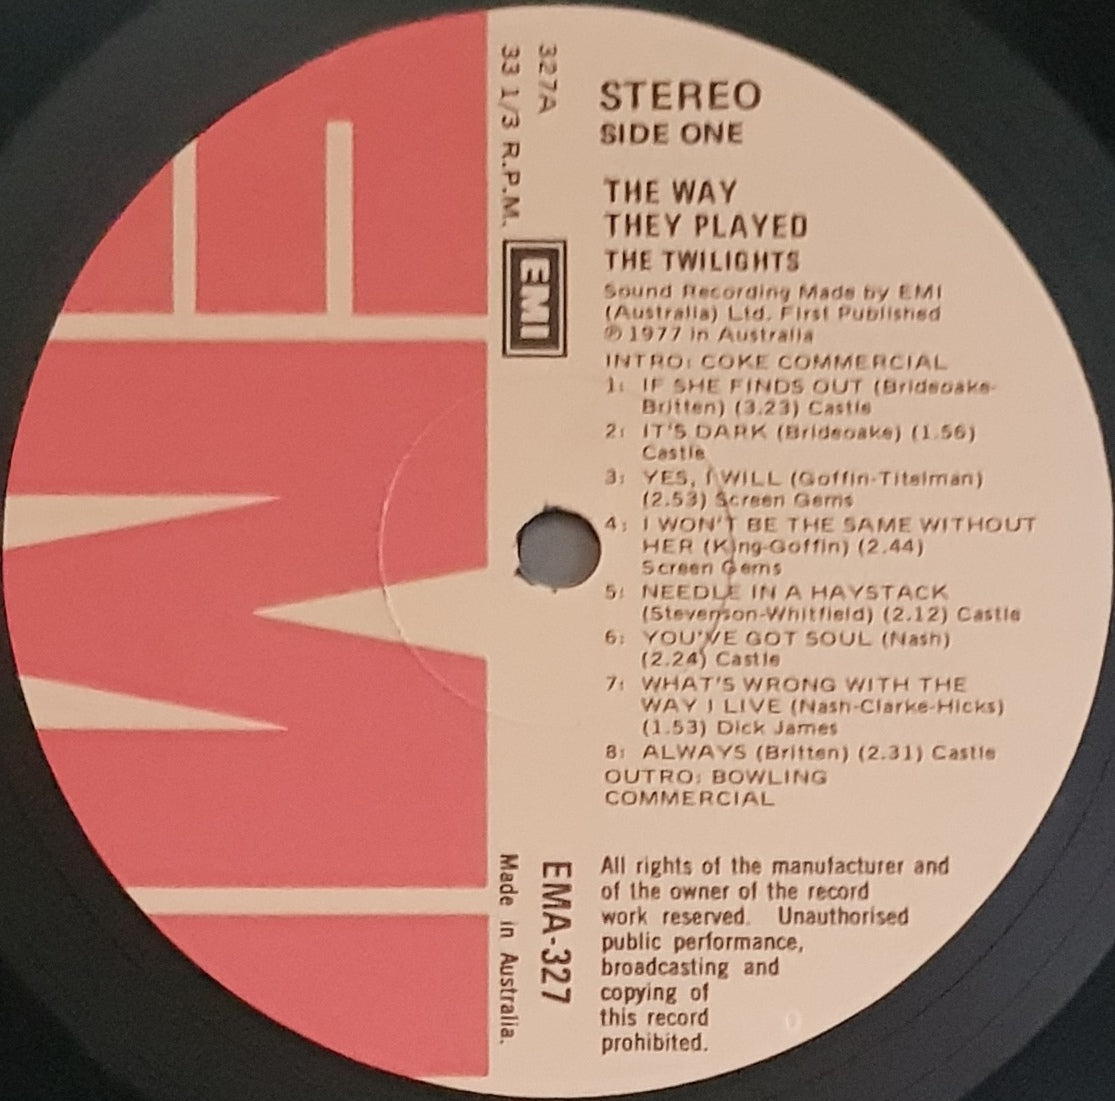 STEREO
SIDE ONE
THE WAY
THEY PLAYED
THE TWILIGHTS
Sound Recording Made by EMI
(Australia) Ltd. First Published
℗ 1977 in Australia
INTRO: COKE COMMERCIAL
1: IF SHE FINDS OUT (Brideoake-
Britten) (3.23) Castle
2: IT'S DARK (Brideoake) (1.56)
Castle
3: YES, I WILL (Goffin-Titelman)
(2.53) Screen Gems
4: I WON'T BE THE SAME WITHOUT
HER (King-Goffin) (2.44)
Screen Gems
5: NEEDLE IN A HAYSTACK
(Stevenson-Whitfield) (2.12) Castle
6: YOU'VE GOT SOUL (Nash)
(2.24) Castle
7: WHAT'S WRONG WITH THE
WAY I LIVE (Nash-Clarke-Hicks)
(1.53) Dick James
8: ALWAYS (Britten) (2.31) Castle
OUTRO: BOWLING
COMMERCIAL
All rights of the manufacturer and
of the owner of the record
work reserved. Unauthorised
public performance,
broadcasting and
copying of
this record
prohibited.
327A
33 1/3 R.P.M.
EMI
EMA-327
Made in Australia.
EMI